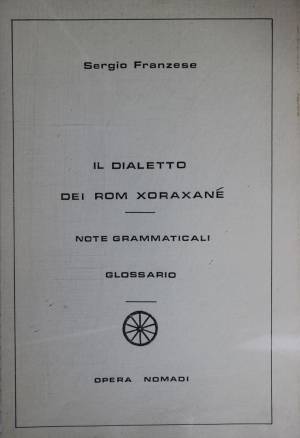 Sergio Franzese
IL DIALETTO
DEI ROM XORAXANÉ
NOTE GRAMMATICALI
GLOSSARIO
OPERA NOMADI